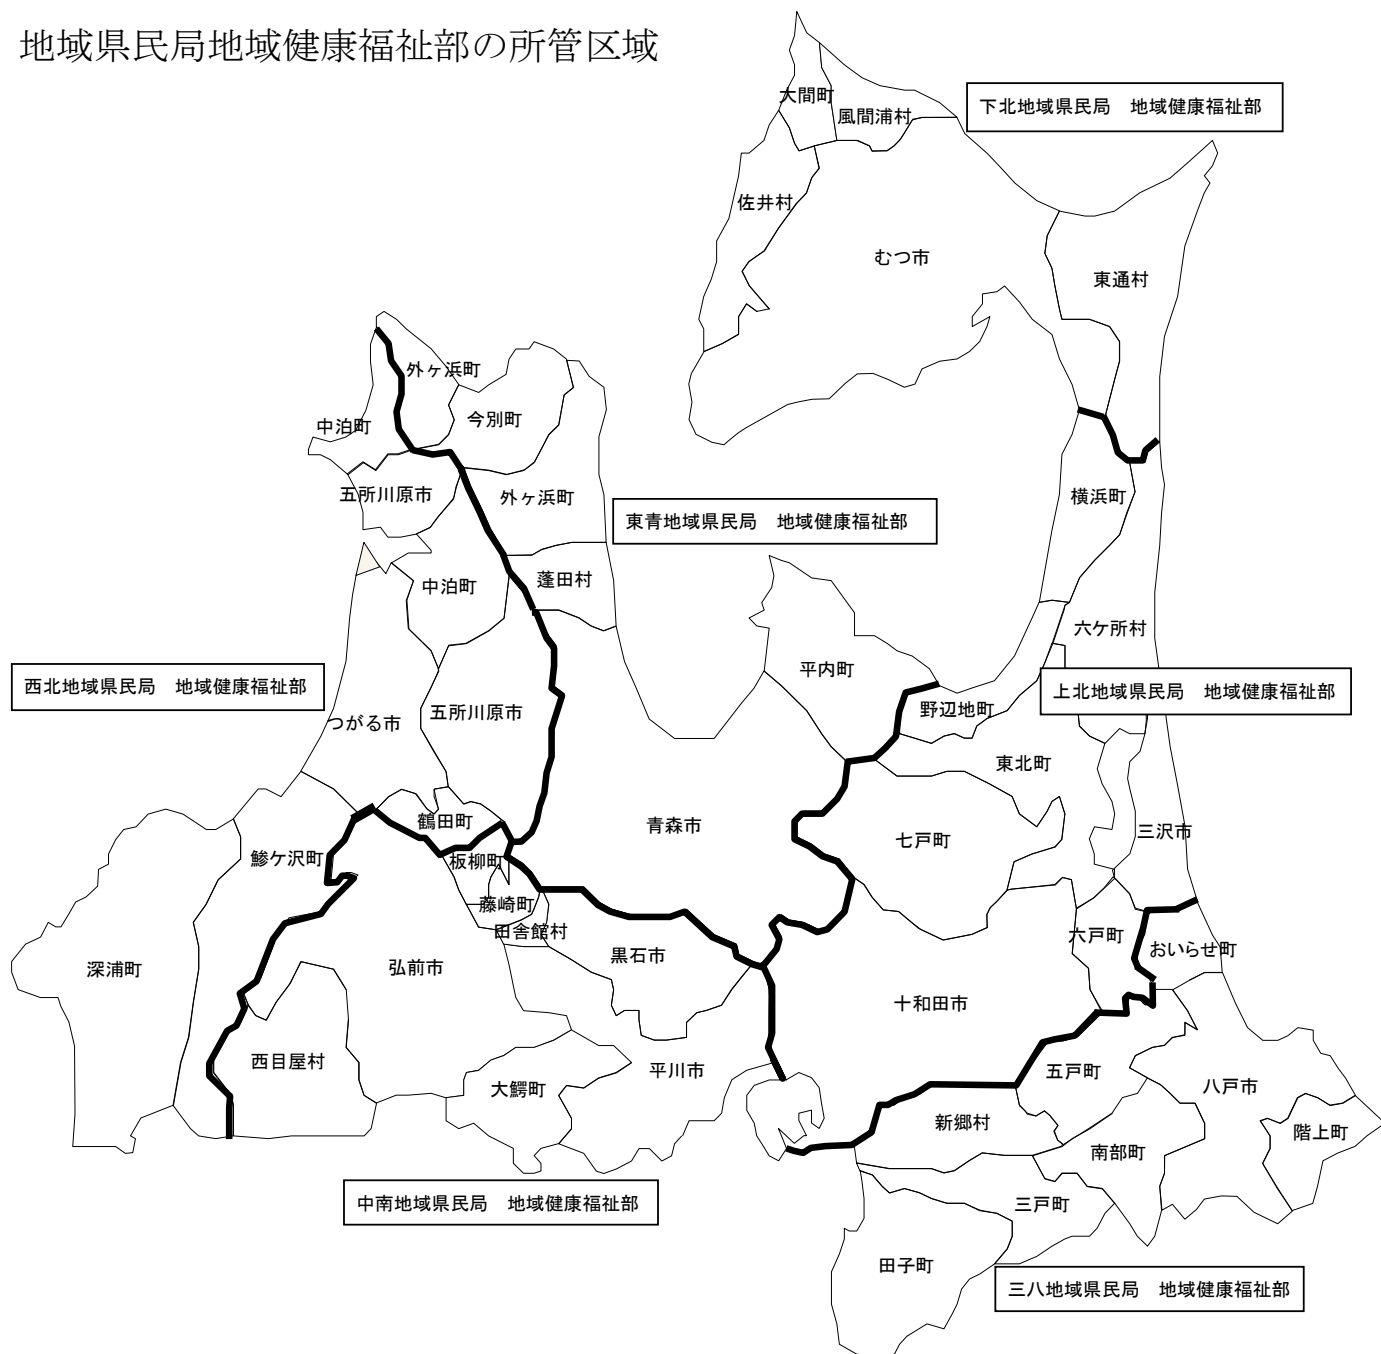 地域県民局地域健康福祉部の所管区域
大間町
風間浦村
下北地域県民局　地域健康福祉部
佐井村
むつ市
東通村
外ヶ浜町
今別町
中泊町
五所川原市
外ヶ浜町
横浜町
東青地域県民局　地域健康福祉部
蓬田村
中泊町
六ケ所村
平内町
西北地域県民局　地域健康福祉部
上北地域県民局　地域健康福祉部
つがる市
五所川原市
野辺地町
東北町
鶴田町
青森市
七戸町
三沢市
鰺ケ沢町
板柳町
藤崎町
田舎館村
六戸町
おいらせ町
深浦町
弘前市
黒石市
十和田市
西目屋村
大鰐町
平川市
五戸町
八戸市
新郷村
南部町
階上町
中南地域県民局　地域健康福祉部
三戸町
田子町
三八地域県民局　地域健康福祉部